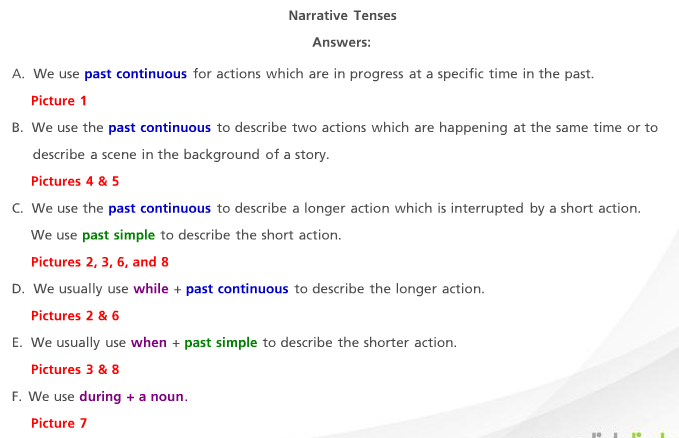 Narrative Tenses
Answers:
A. We use past continuous for actions which are in progress at a specific time in the past.
Picture 1
B. We use the past continuous to describe two actions which are happening at the same time or to
describe a scene in the background of a story.
Pictures 4 & 5
C. We use the past continuous to describe a longer action which is interrupted by a short action.
We use past simple to describe the short action.
Pictures 2, 3, 6, and 8
D. We usually use while + past continuous to describe the longer action.
Pictures 2 & 6
E. We usually use when + past simple to describe the shorter action.
Pictures 3 & 8
F. We use during + a noun.
Picture 7